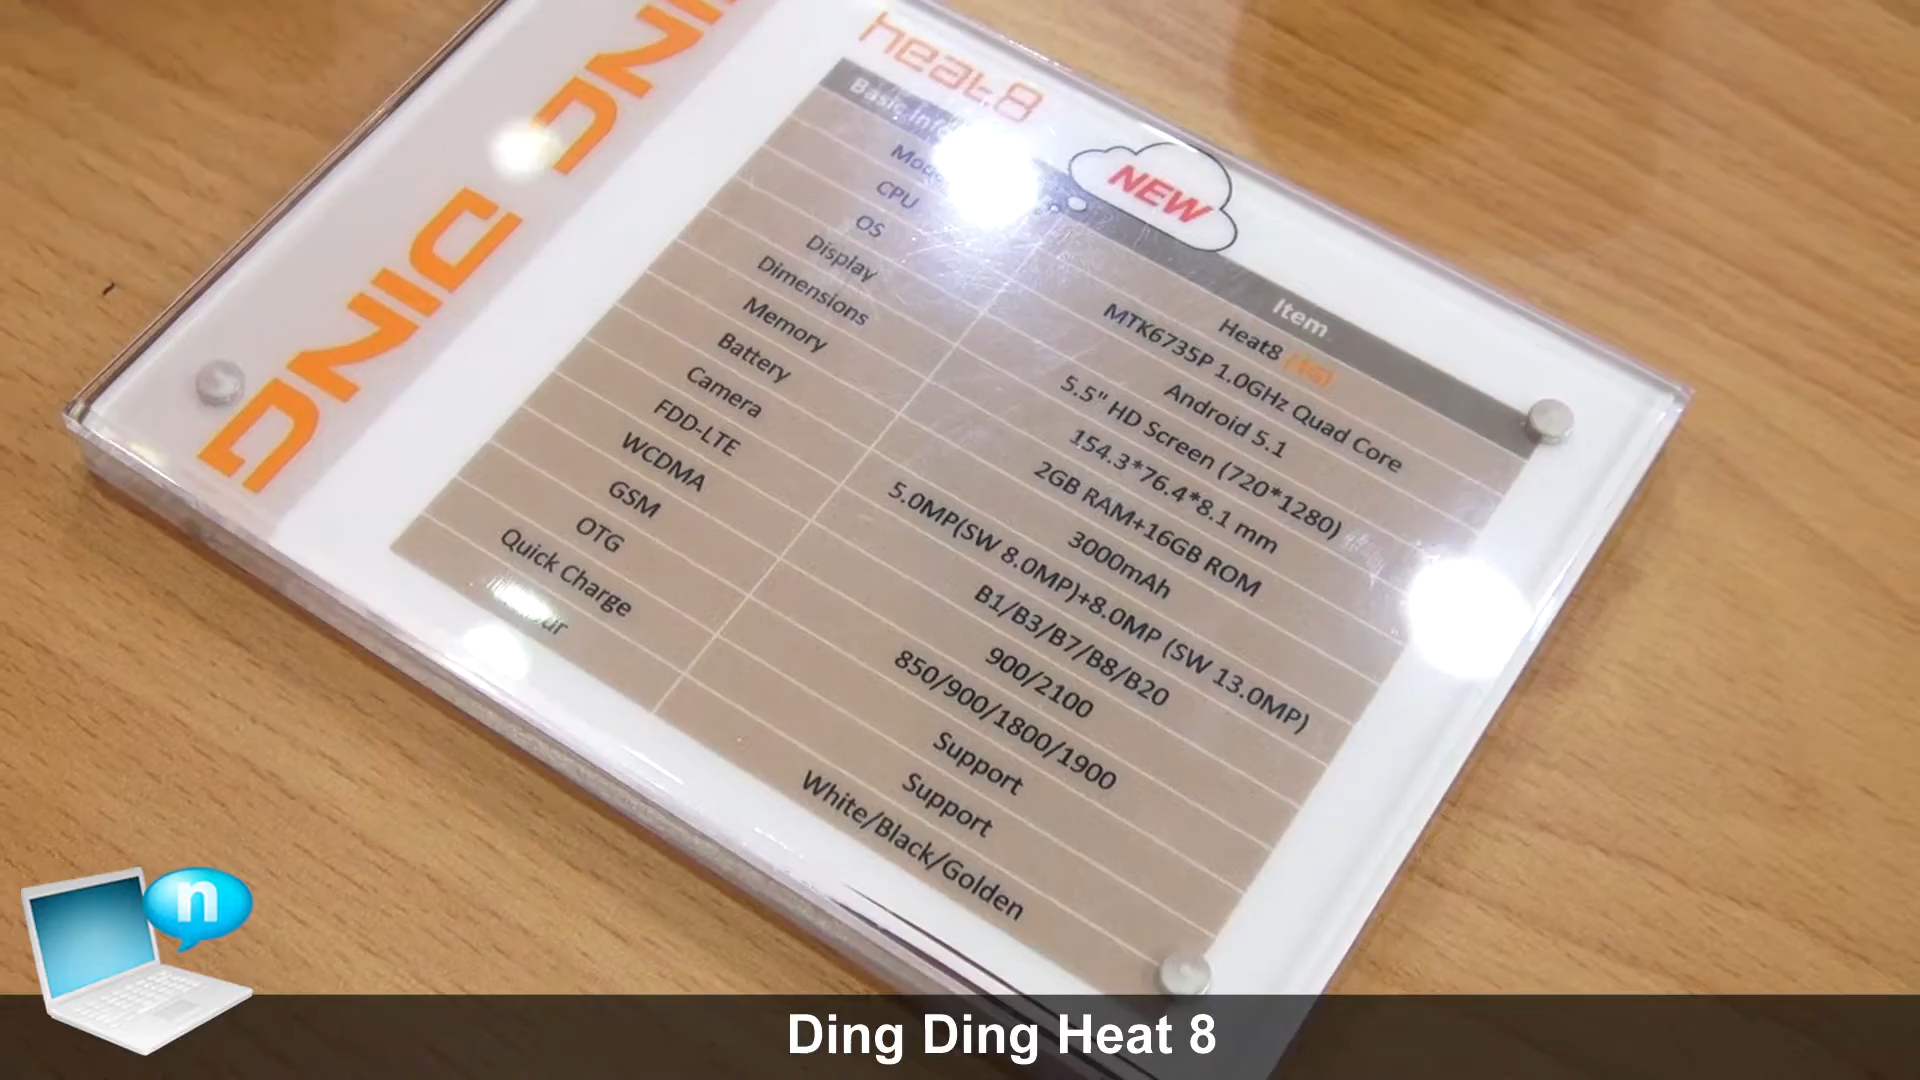 DING DING
heat.8
NEW
Basic
Item
Heat8 (4G)
CPU
MTK6735P 1.0GHz Quad Core
OS
Android 5.1
Display
5.5" HD Screen (720*1280)
Dimensions
154.3*76.4*8.1 mm
Memory
2GB RAM+16GB ROM
Battery
3000mAh
Camera
5.0MP(SW 8.0MP)+8.0MP (SW 13.0MP)
FDD-LTE
B1/B3/B7/B8/B20
WCDMA
900/2100
GSM
850/900/1800/1900
OTG
Support
Quick Charge
Support
White/Black/Golden
n
Ding Ding Heat 8